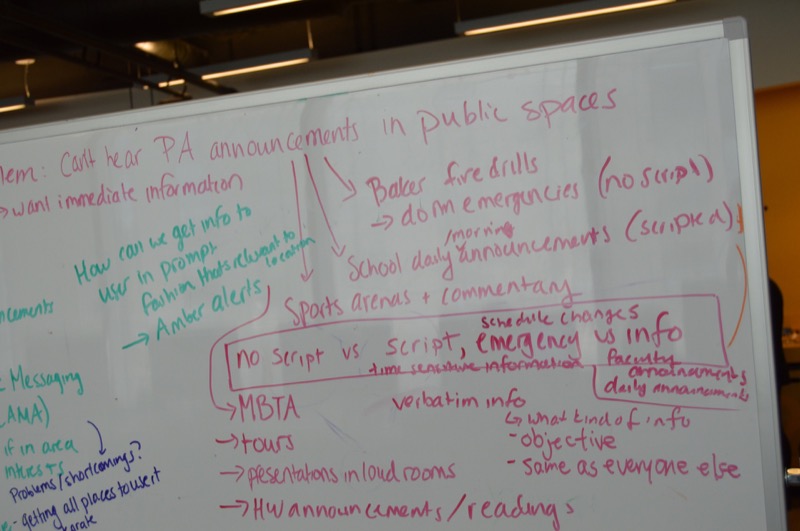 lem: Can't hear PA announcements in public spaces
→ want immediate information
Baker fire drills
→ dorm emergencies (no script)
/morning
School daily announcements (scripted)
Sports arenas + commentary
How can we get info to
user in prompt
fashion thats relevant to
location
→ Amber alerts
schedule changes
no script vs script, emergency vs info
time sensitive information
faculty
announcements
daily announcements
→ MBTA
→ tours
→ presentations in loud rooms
→ HW announcements/readings
verbatim info
↳ what kind of info
- objective
- same as everyone else
ncements
Messaging
AMA)
if in area
interests
Problems/shortcomings?
- getting all places to use it